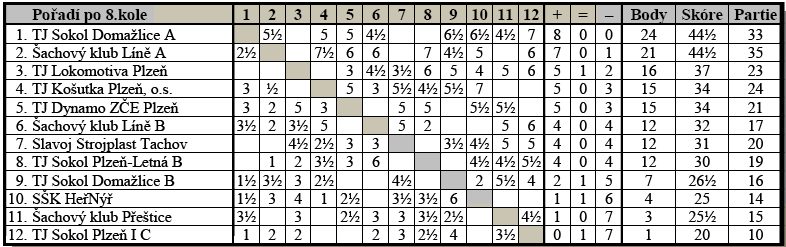 Pořadí po 8.kole 1 2 3 4 5 6 7 8 9 10 11 12 + = – Body Skóre Partie
1. TJ Sokol Domažlice A 5½ 5 5 4½ 6½ 6½ 4½ 7 8 0 0 24 44½ 33
2. Šachový klub Líně A 2½ 7½ 6 6 7 4½ 5 6 7 0 1 21 44½ 35
3. TJ Lokomotiva Plzeň 3 4½ 3½ 6 5 4 5 6 5 1 2 16 37 23
4. TJ Košutka Plzeň, o.s. 3 ½ 5 3 5½ 4½ 5½ 7 5 0 3 15 34 24
5. TJ Dynamo ZČE Plzeň 3 2 5 3 5 5 5½ 5½ 5 0 3 15 34 21
6. Šachový klub Líně B 3½ 2 3½ 5 5 2 5 6 4 0 4 12 32 17
7. Slavoj Strojplast Tachov 4½ 2½ 3 3 3½ 4½ 5 5 4 0 4 12 31 20
8. TJ Sokol Plzeň-Letná B 1 2 3½ 3 6 4½ 4½ 5½ 4 0 4 12 30 19
9. TJ Sokol Domažlice B 1½ 3½ 3 2½ 4½ 2 5½ 4 2 1 5 7 26½ 16
10. SŠK HeřNýř 1½ 3 4 1 2½ 3½ 3½ 6 1 1 6 4 25 14
11. Šachový klub Přeštice 3½ 3 2½ 3 3 3½ 2½ 4½ 1 0 7 3 25½ 15
12. TJ Sokol Plzeň I C 1 2 2 2 3 2½ 4 3½ 0 1 7 1 20 10